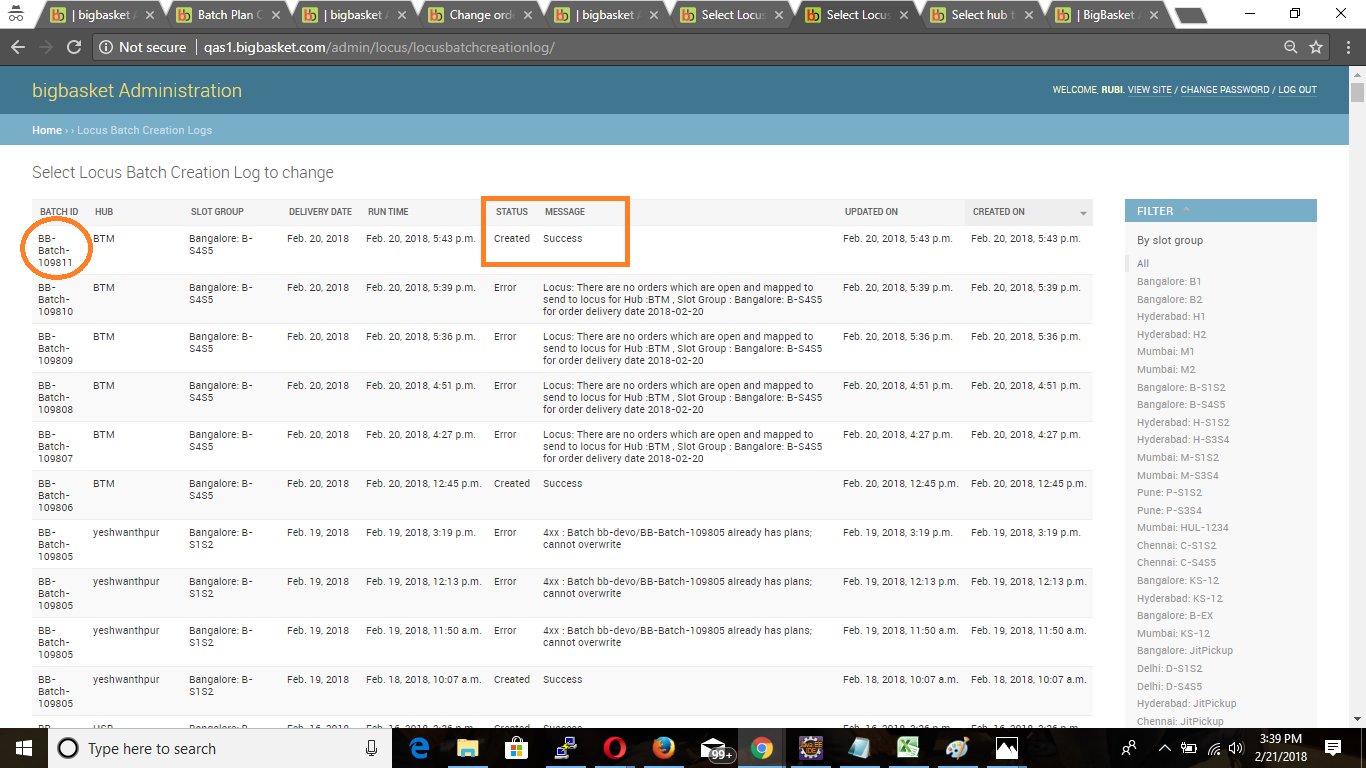 | bigbasket A
Batch Plan C
| bigbasket A
Change orde
| bigbasket A
Select Locus
Select Locus
Select hub t
| BigBasket A
Not secure | qas1.bigbasket.com/admin/locus/locusbatchcreationlog/
bigbasket Administration
WELCOME, RUBI. VIEW SITE / CHANGE PASSWORD / LOG OUT
Home › › Locus Batch Creation Logs
Select Locus Batch Creation Log to change
BATCH ID HUB SLOT GROUP DELIVERY DATE RUN TIME STATUS MESSAGE UPDATED ON CREATED ON
BB-Batch-109811 BTM Bangalore: B-S4S5 Feb. 20, 2018 Feb. 20, 2018, 5:43 p.m. Created Success Feb. 20, 2018, 5:43 p.m. Feb. 20, 2018, 5:43 p.m.
BB-Batch-109810 BTM Bangalore: B-S4S5 Feb. 20, 2018 Feb. 20, 2018, 5:39 p.m. Error Locus: There are no orders which are open and mapped to send to locus for Hub :BTM , Slot Group : Bangalore: B-S4S5 for order delivery date 2018-02-20 Feb. 20, 2018, 5:39 p.m. Feb. 20, 2018, 5:39 p.m.
BB-Batch-109809 BTM Bangalore: B-S4S5 Feb. 20, 2018 Feb. 20, 2018, 5:36 p.m. Error Locus: There are no orders which are open and mapped to send to locus for Hub :BTM , Slot Group : Bangalore: B-S4S5 for order delivery date 2018-02-20 Feb. 20, 2018, 5:36 p.m. Feb. 20, 2018, 5:36 p.m.
BB-Batch-109808 BTM Bangalore: B-S4S5 Feb. 20, 2018 Feb. 20, 2018, 4:51 p.m. Error Locus: There are no orders which are open and mapped to send to locus for Hub :BTM , Slot Group : Bangalore: B-S4S5 for order delivery date 2018-02-20 Feb. 20, 2018, 4:51 p.m. Feb. 20, 2018, 4:51 p.m.
BB-Batch-109807 BTM Bangalore: B-S4S5 Feb. 20, 2018 Feb. 20, 2018, 4:27 p.m. Error Locus: There are no orders which are open and mapped to send to locus for Hub :BTM , Slot Group : Bangalore: B-S4S5 for order delivery date 2018-02-20 Feb. 20, 2018, 4:27 p.m. Feb. 20, 2018, 4:27 p.m.
BB-Batch-109806 BTM Bangalore: B-S4S5 Feb. 20, 2018 Feb. 20, 2018, 12:45 p.m. Created Success Feb. 20, 2018, 12:45 p.m. Feb. 20, 2018, 12:45 p.m.
BB-Batch-109805 yeshwanthpur Bangalore: B-S1S2 Feb. 19, 2018 Feb. 19, 2018, 3:19 p.m. Error 4xx : Batch bb-devo/BB-Batch-109805 already has plans; cannot overwrite Feb. 19, 2018, 3:19 p.m. Feb. 19, 2018, 3:19 p.m.
BB-Batch-109805 yeshwanthpur Bangalore: B-S1S2 Feb. 19, 2018 Feb. 19, 2018, 12:13 p.m. Error 4xx : Batch bb-devo/BB-Batch-109805 already has plans; cannot overwrite Feb. 19, 2018, 12:13 p.m. Feb. 19, 2018, 12:13 p.m.
BB-Batch-109805 yeshwanthpur Bangalore: B-S1S2 Feb. 19, 2018 Feb. 19, 2018, 11:50 a.m. Error 4xx : Batch bb-devo/BB-Batch-109805 already has plans; cannot overwrite Feb. 19, 2018, 11:50 a.m. Feb. 19, 2018, 11:50 a.m.
BB-Batch-109805 yeshwanthpur Bangalore: B-S1S2 Feb. 19, 2018 Feb. 18, 2018, 10:07 a.m. Created Success Feb. 18, 2018, 10:07 a.m. Feb. 18, 2018, 10:07 a.m.
FILTER
By slot group
All
Bangalore: B1
Bangalore: B2
Hyderabad: H1
Hyderabad: H2
Mumbai: M1
Mumbai: M2
Bangalore: B-S1S2
Bangalore: B-S4S5
Hyderabad: H-S1S2
Hyderabad: H-S3S4
Mumbai: M-S1S2
Mumbai: M-S3S4
Pune: P-S1S2
Pune: P-S3S4
Mumbai: HUL-1234
Chennai: C-S1S2
Chennai: C-S4S5
Bangalore: KS-12
Hyderabad: KS-12
Bangalore: B-EX
Mumbai: KS-12
Bangalore: JitPickup
Delhi: D-S1S2
Delhi: D-S4S5
Hyderabad: JitPickup
Chennai: JitPickup
Type here to search
99+
3:39 PM
2/21/2018